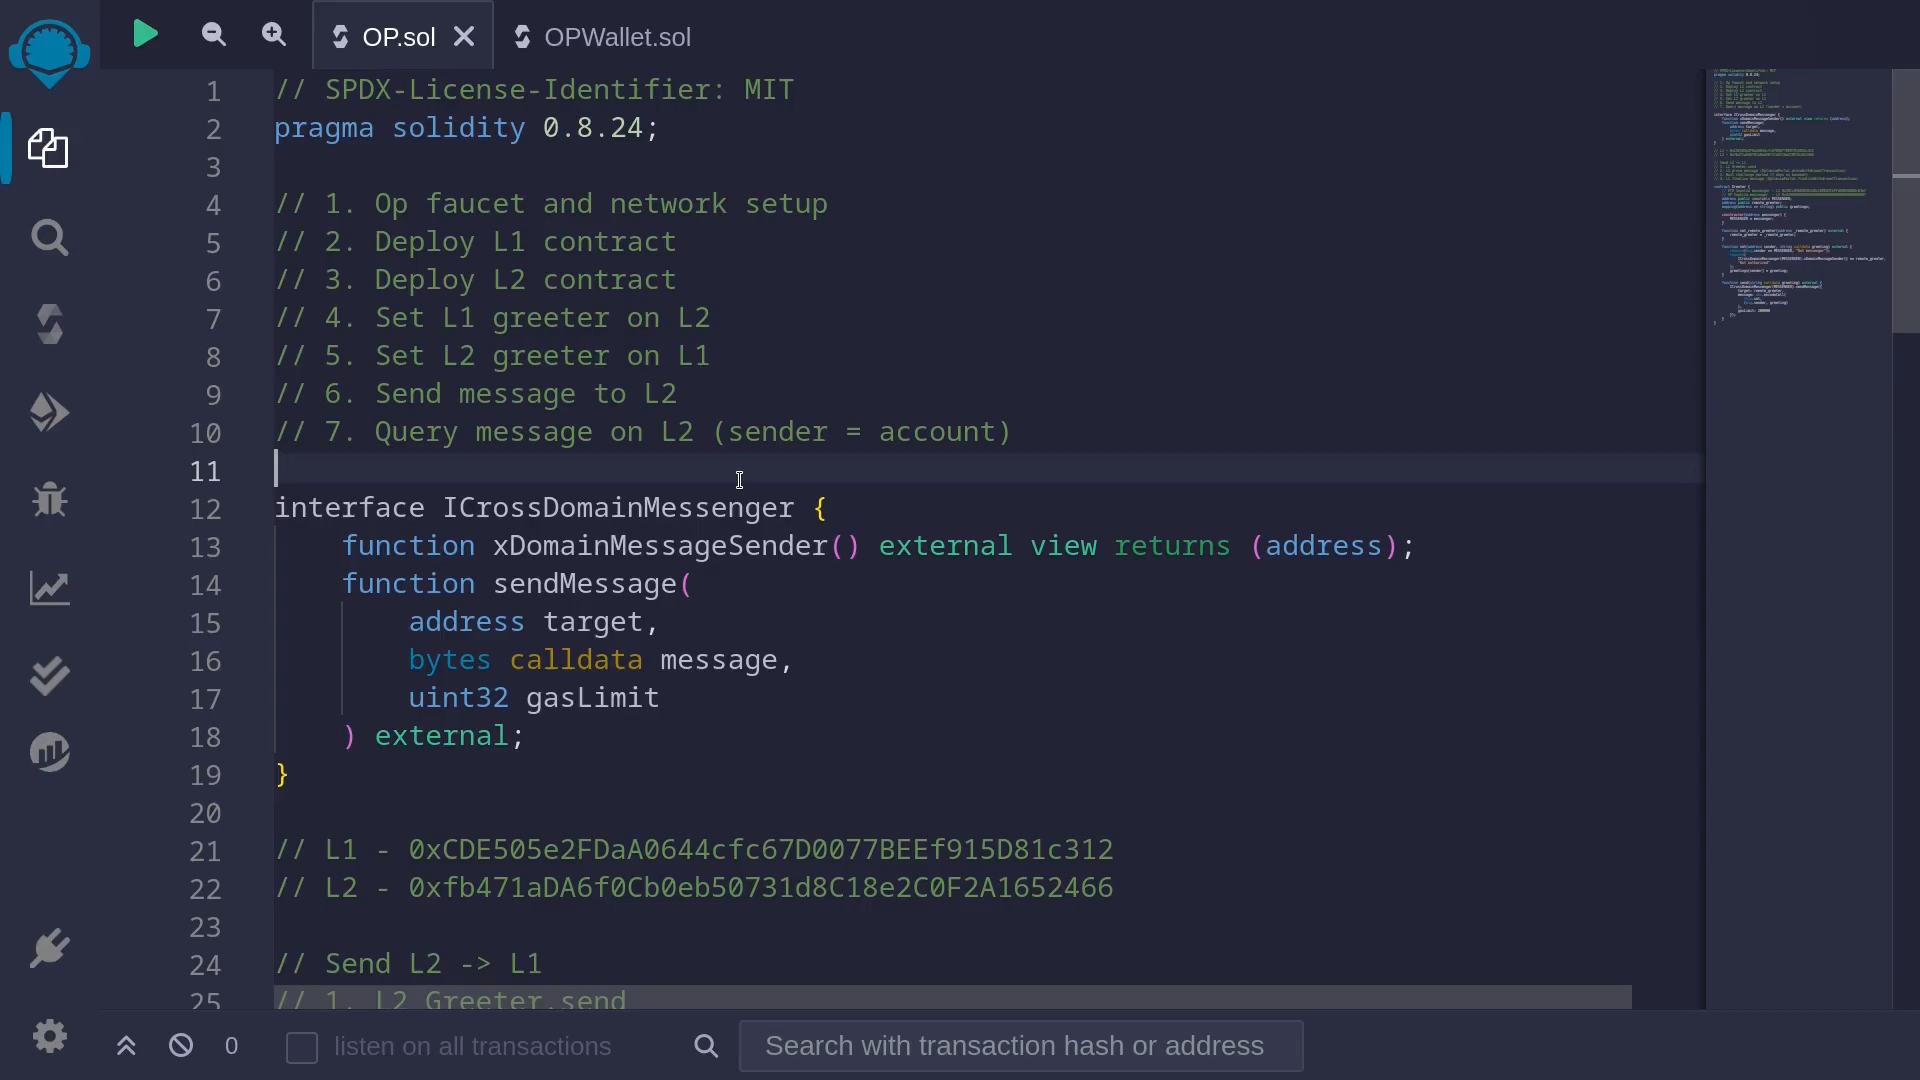 OP.sol
OPWallet.sol
1 // SPDX-License-Identifier: MIT
2 pragma solidity 0.8.24;
3
4 // 1. Op faucet and network setup
5 // 2. Deploy L1 contract
6 // 3. Deploy L2 contract
7 // 4. Set L1 greeter on L2
8 // 5. Set L2 greeter on L1
9 // 6. Send message to L2
10 // 7. Query message on L2 (sender = account)
11
12 interface ICrossDomainMessenger {
13 function xDomainMessageSender() external view returns (address);
14 function sendMessage(
15 address target,
16 bytes calldata message,
17 uint32 gasLimit
18 ) external;
19 }
20
21 // L1 - 0xCDE505e2FDaA0644cfc67D0077BEEf915D81c312
22 // L2 - 0xfb471aDA6f0Cb0eb50731d8C18e2C0F2A1652466
23
24 // Send L2 -> L1
25 // 1. L2 Greeter.send
0
listen on all transactions
Search with transaction hash or address